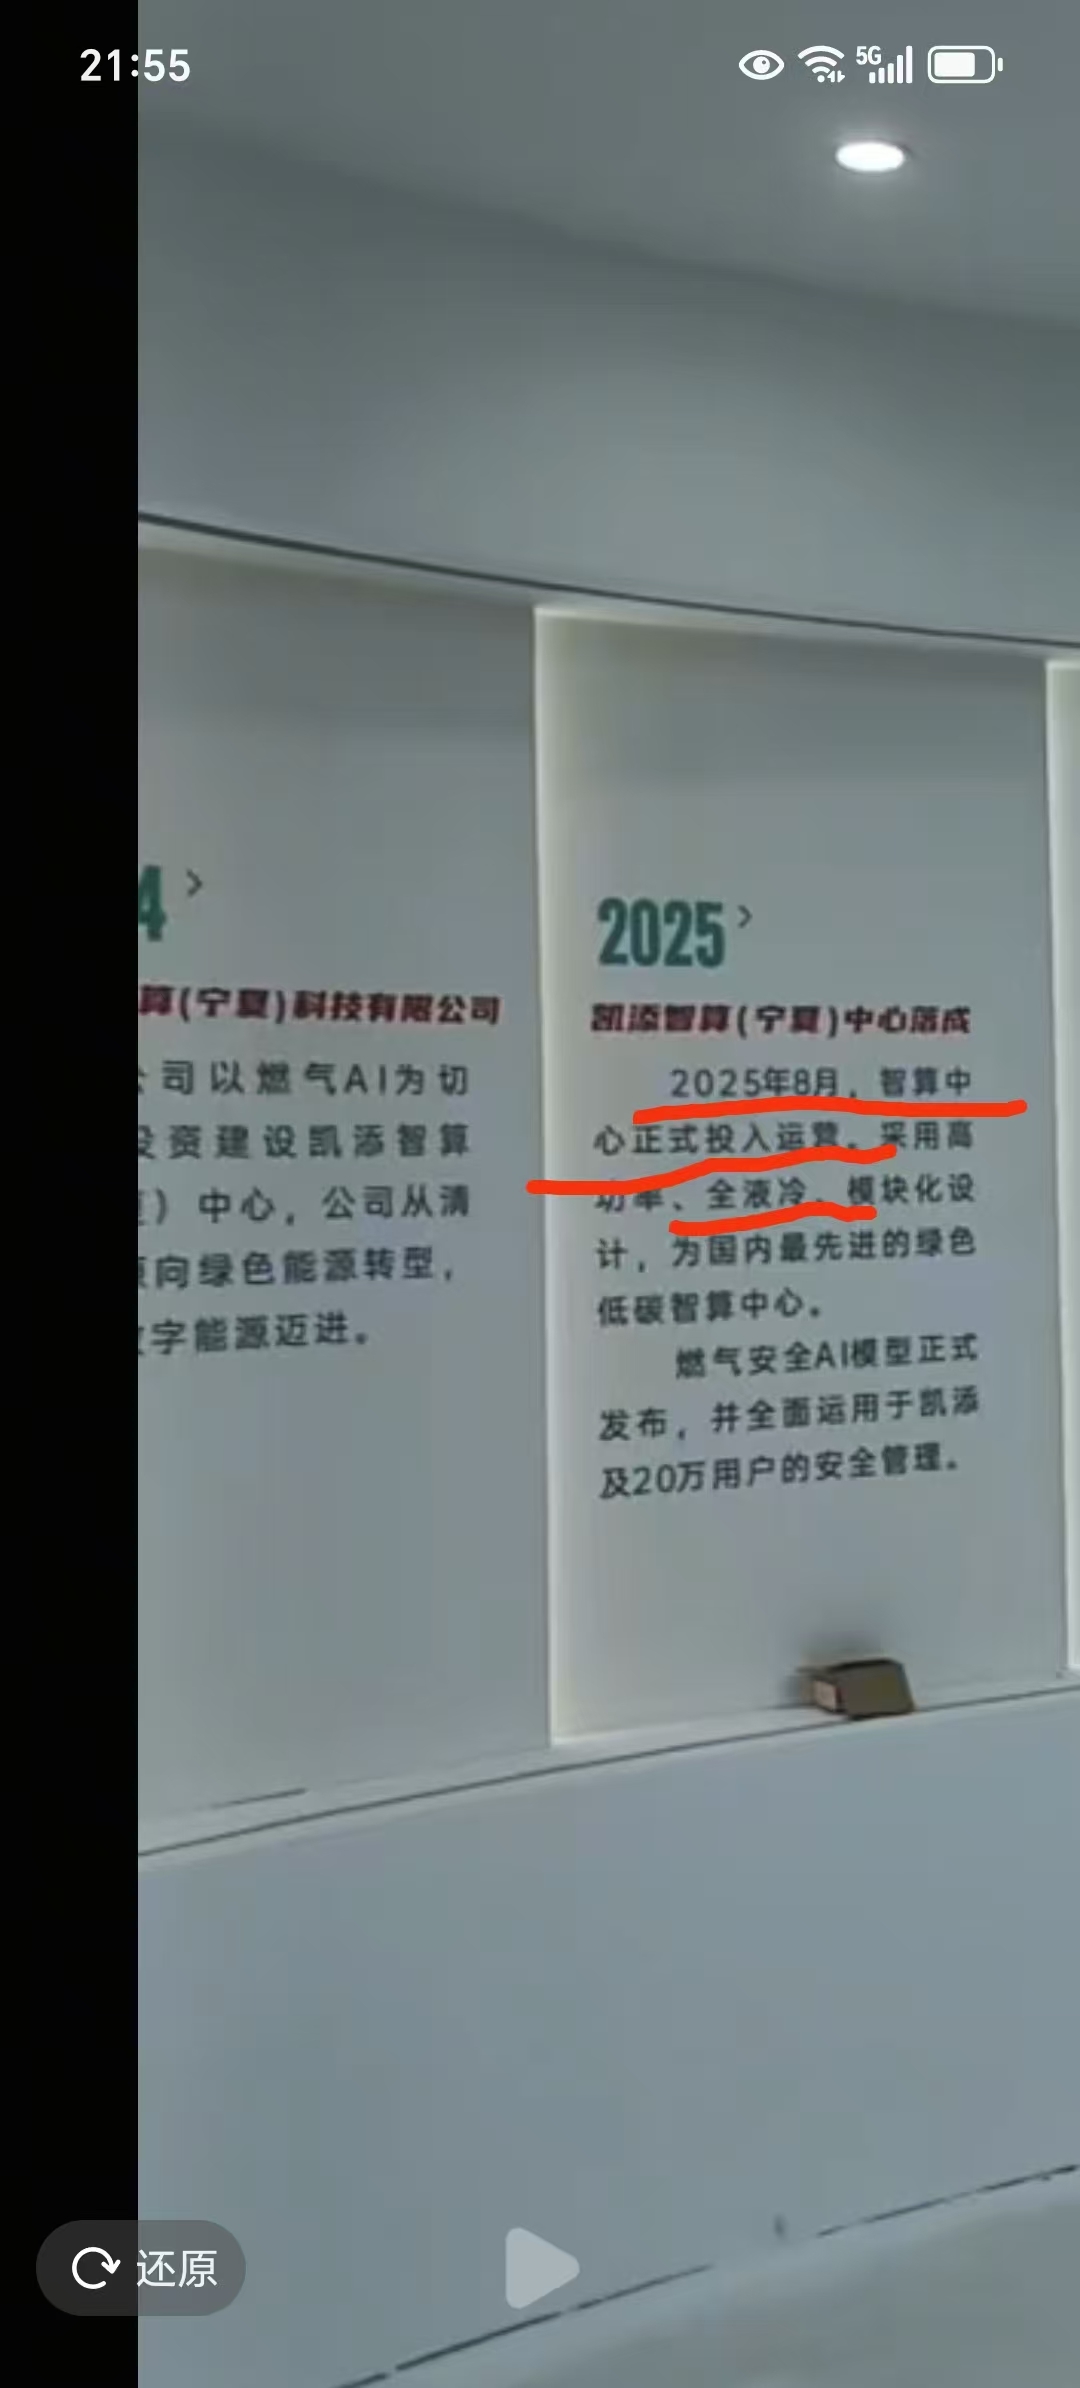 21:55
5G
4
算(宁夏)科技有限公司
司以燃气AI为切
资建设凯添智算
）中心，公司从清
向绿色能源转型，
字能源迈进。
2025
凯添智算(宁夏)中心落成
2025年8月，智算中
心正式投入运营。采用高
功率、全液冷、模块化设
计，为国内最先进的绿色
低碳智算中心。
燃气安全AI模型正式
发布，并全面运用于凯添
及20万用户的安全管理。
还原